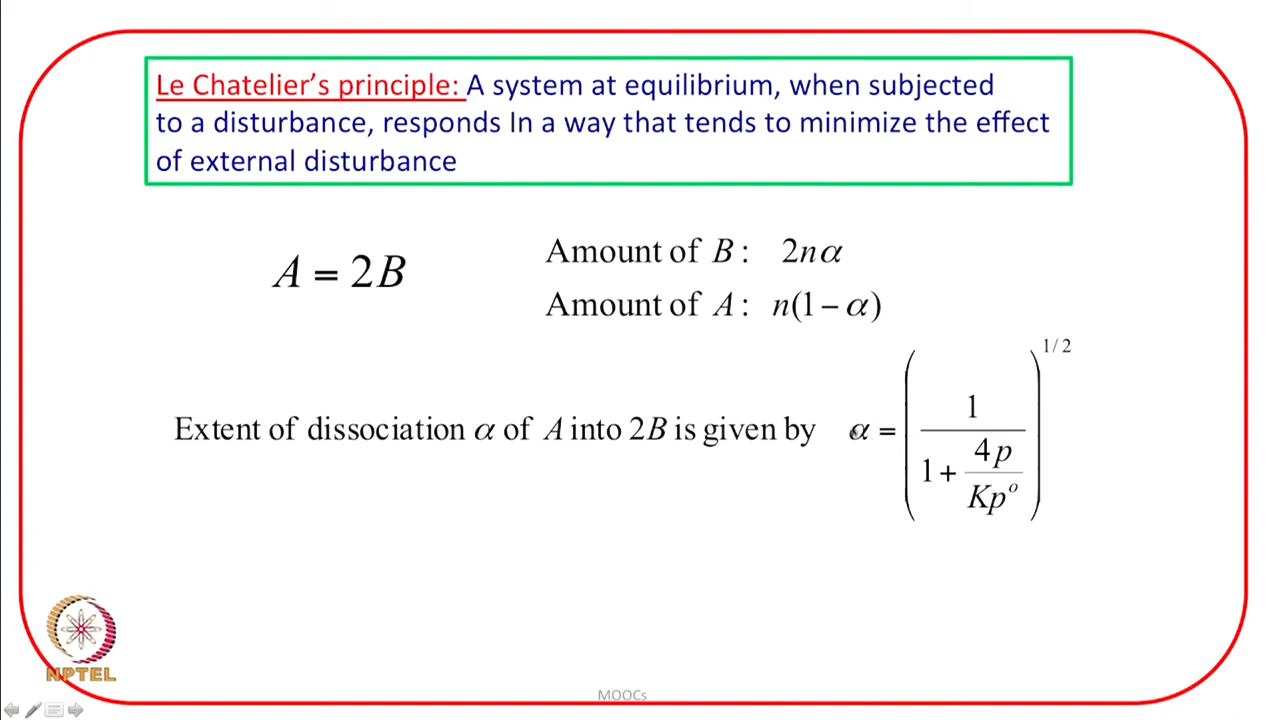 Le Chatelier's principle: A system at equilibrium, when subjected
to a disturbance, responds In a way that tends to minimize the effect
of external disturbance
A = 2B
Amount of B : 2nα
Amount of A : n(1 − α)
Extent of dissociation α of A into 2B is given by α = (1 / (1 + 4p / Kp°))^1/2
NPTEL
MOOCs